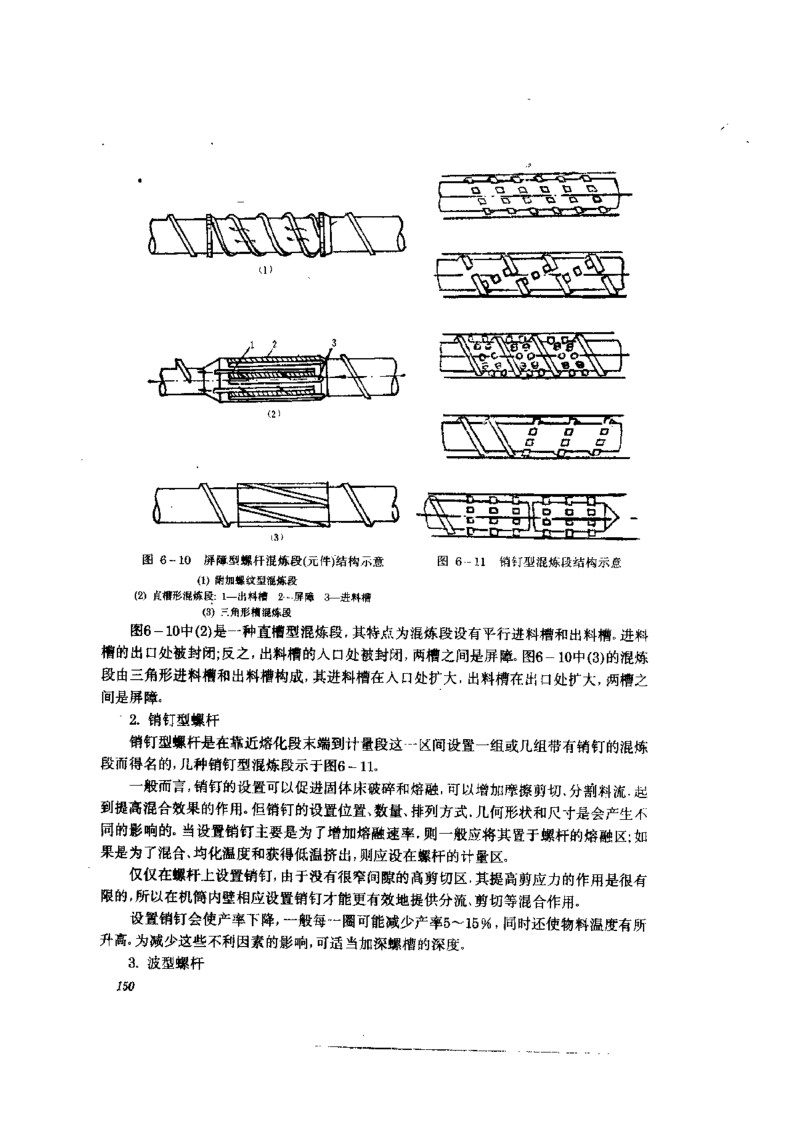 (1)
1 2 3
(2)
(3)
图 6-10 屏障型螺杆混炼段(元件)结构示意
(1) 附加螺纹型混炼段
(2) 直槽形混炼段: 1—出料槽 2—屏障 3—进料槽
(3) 三角形槽混炼段
图 6-11 销钉型混炼段结构示意
图6-10中(2)是一种直槽型混炼段,其特点为混炼段设有平行进料槽和出料槽。进料
槽的出口处被封闭;反之,出料槽的入口处被封闭,两槽之间是屏障。图6-10中(3)的混炼
段由三角形进料槽和出料槽构成,其进料槽在入口处扩大,出料槽在出口处扩大,两槽之
间是屏障。
2. 销钉型螺杆
销钉型螺杆是在靠近熔化段末端到计量段这一区间设置一组或几组带有销钉的混炼
段而得名的,几种销钉型混炼段示于图6-11。
一般而言,销钉的设置可以促进固体床破碎和熔融,可以增加摩擦剪切、分割料流,起
到提高混合效果的作用。但销钉的设置位置、数量、排列方式,几何形状和尺寸是会产生不
同的影响的。当设置销钉主要是为了增加熔融速率,则一般应将其置于螺杆的熔融区;如
果是为了混合、均化温度和获得低温挤出,则应设在螺杆的计量区。
仅仅在螺杆上设置销钉,由于没有很窄间隙的高剪切区,其提高剪应力的作用是很有
限的,所以在机筒内壁相应设置销钉才能更有效地提供分流、剪切等混合作用。
设置销钉会使产率下降,一般每一圈可能减少产率5~15%,同时还使物料温度有所
升高。为减少这些不利因素的影响,可适当加深螺槽的深度。
3. 波型螺杆
150